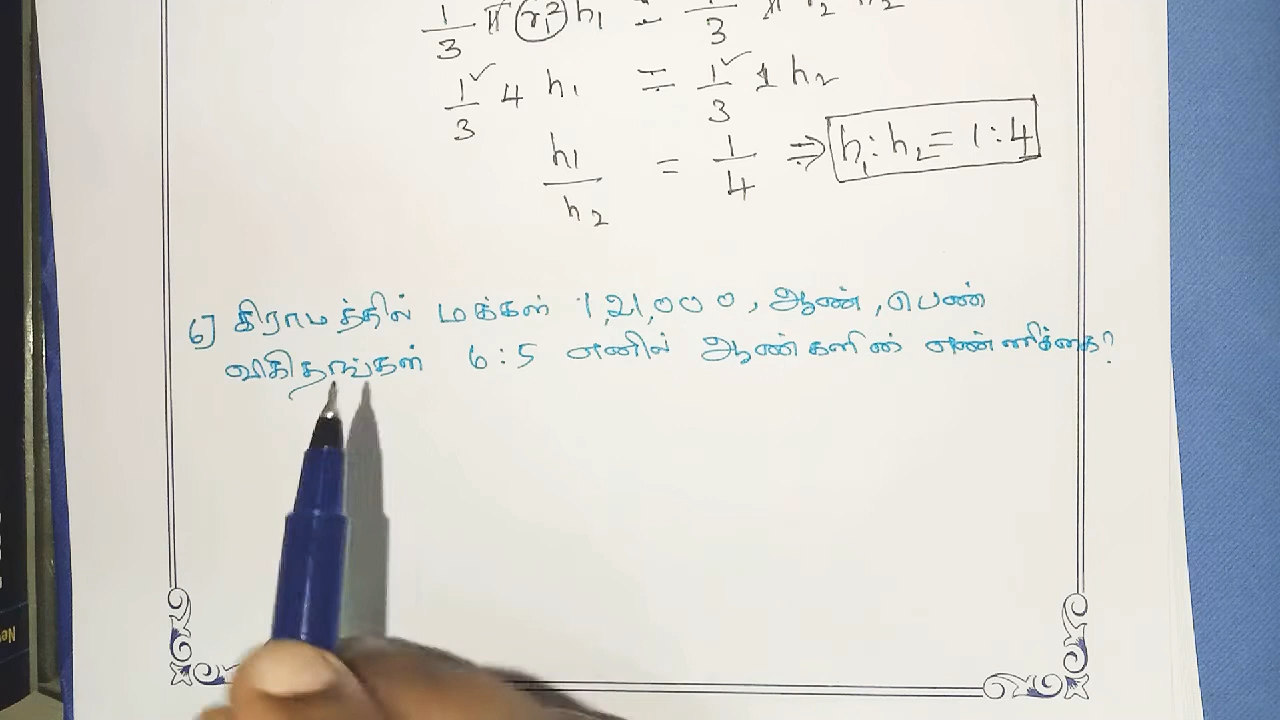 1/3 π r₁² h₁ = 1/3 π r₂ h₂
1/3 4 h₁ = 1/3 1 h₂
h₁/h₂ = 1/4 ⇒ h₁:h₂ = 1:4
6] கிராமத்தில் மக்கள் 1,21,000, ஆண், பெண்
விகிதங்கள் 6:5 எனில் ஆண்களின் எண்ணிக்கை?